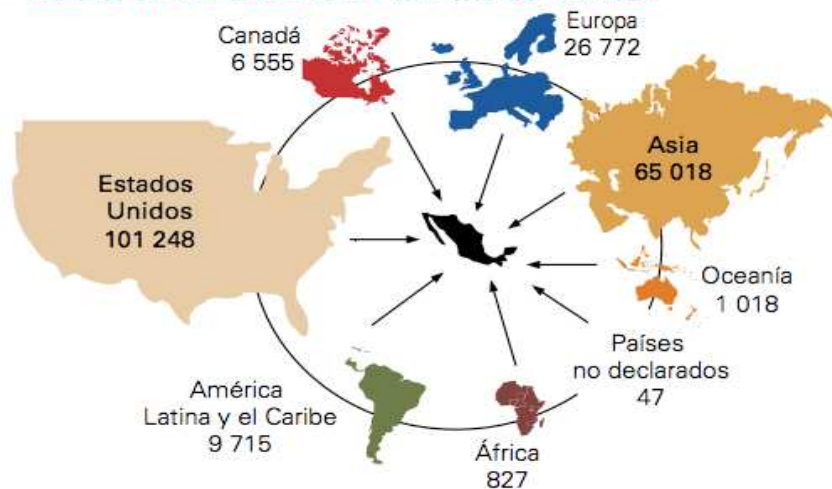 Canadá
6 555
Europa
26 772
Asia
65 018
Estados
Unidos
101 248
Oceanía
1 018
Países
no declarados
47
América
Latina y el Caribe
9 715
África
827